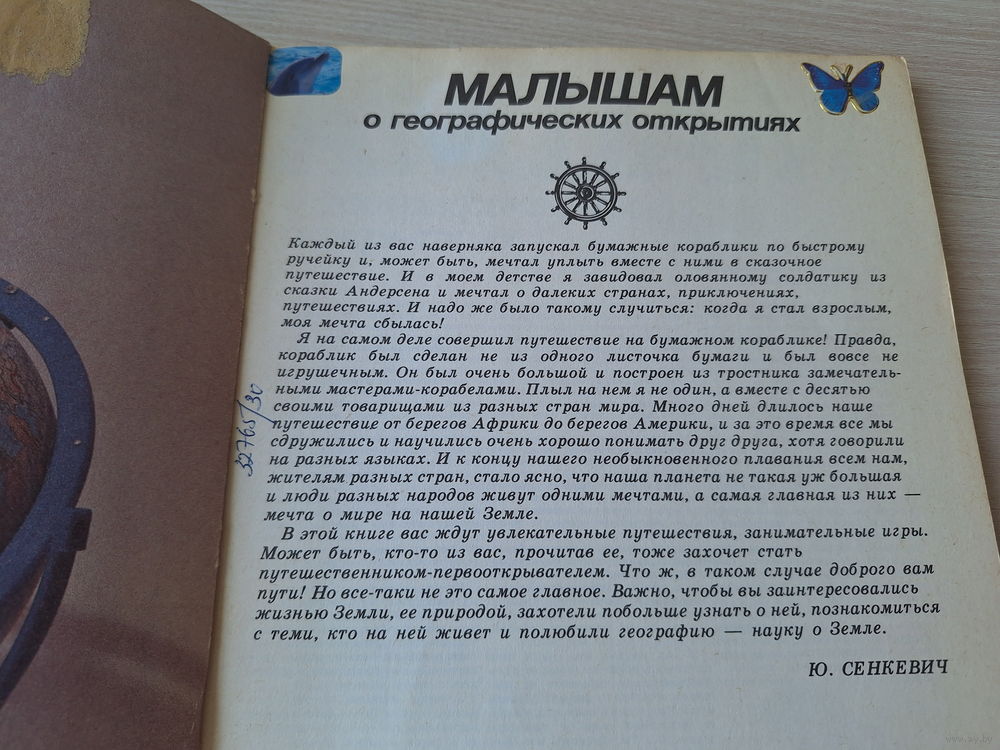 МАЛЫШАМ
о географических открытиях
Каждый из вас наверняка запускал бумажные кораблики по быстрому
ручейку и, может быть, мечтал уплыть вместе с ними в сказочное
путешествие. И в моем детстве я завидовал оловянному солдатику из
сказки Андерсена и мечтал о далеких странах, приключениях,
путешествиях. И надо же было такому случиться: когда я стал взрослым,
моя мечта сбылась!
Я на самом деле совершил путешествие на бумажном кораблике! Правда,
кораблик был сделан не из одного листочка бумаги и был вовсе не
игрушечным. Он был очень большой и построен из тростника замечатель-
ными мастерами-корабелами. Плыл на нем я не один, а вместе с десятью
своими товарищами из разных стран мира. Много дней длилось наше
путешествие от берегов Африки до берегов Америки, и за это время все мы
сдружились и научились очень хорошо понимать друг друга, хотя говорили
на разных языках. И к концу нашего необыкновенного плавания всем нам,
жителям разных стран, стало ясно, что наша планета не такая уж большая
и люди разных народов живут одними мечтами, а самая главная из них —
мечта о мире на нашей Земле.
В этой книге вас ждут увлекательные путешествия, занимательные игры.
Может быть, кто-то из вас, прочитав ее, тоже захочет стать
путешественником-первооткрывателем. Что ж, в таком случае доброго вам
пути! Но все-таки не это самое главное. Важно, чтобы вы заинтересовались
жизнью Земли, ее природой, захотели побольше узнать о ней, познакомиться
с теми, кто на ней живет и полюбили географию — науку о Земле.
Ю. СЕНКЕВИЧ
32765/30
www.ay.by